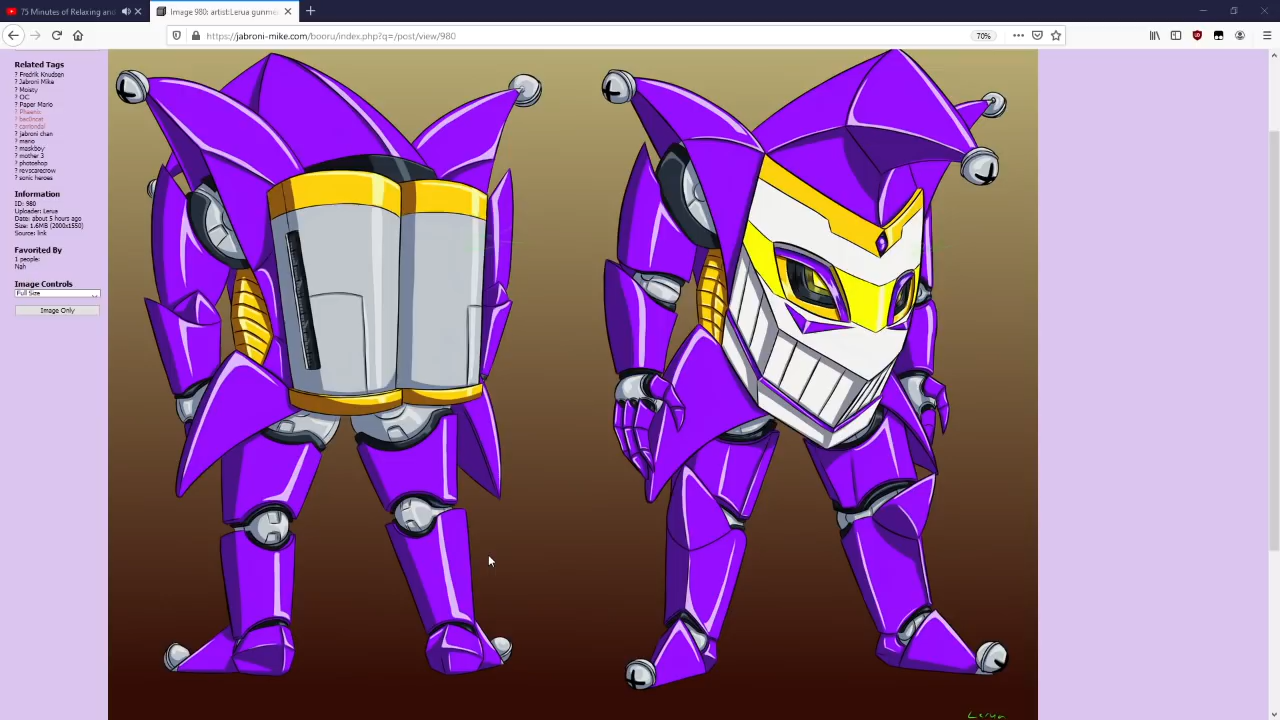 75 Minutes of Relaxing and
Image 980: artist:Lerua gunme
https://jabroni-mike.com/booru/index.php?q=/post/view/980
70%
Related Tags
? Fredrik Knudsen
? Jabroni Mike
? Moissy
? OC
? Paper Mario
? Phaenix
? jabroni chan
? mario
? maskboy
? mother 3
? photoshop
? revscarecrow
? sonic heroes
Information
ID: 980
Uploader: Lerua
Date: about 5 hours ago
Size: 1.6MB (2000x1550)
Source: link
Favorited By
1 people:
Nah
Image Controls
Full Size
Image Only
Lerua